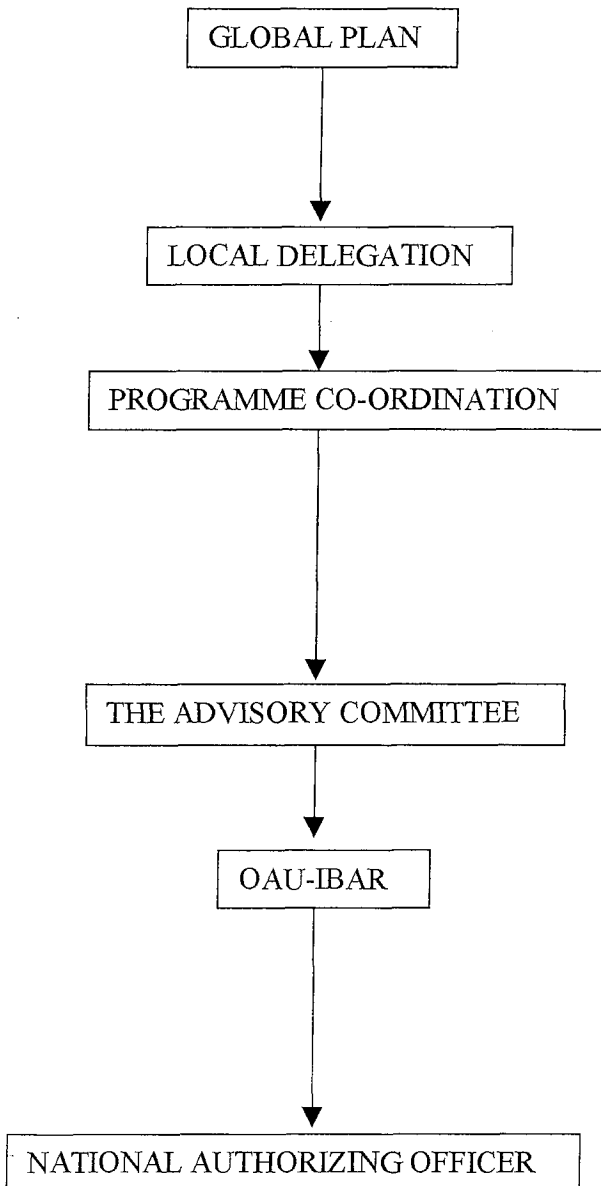 GLOBAL PLAN
LOCAL DELEGATION
PROGRAMME CO-ORDINATION
THE ADVISORY COMMITTEE
OAU-IBAR
NATIONAL AUTHORIZING OFFICER